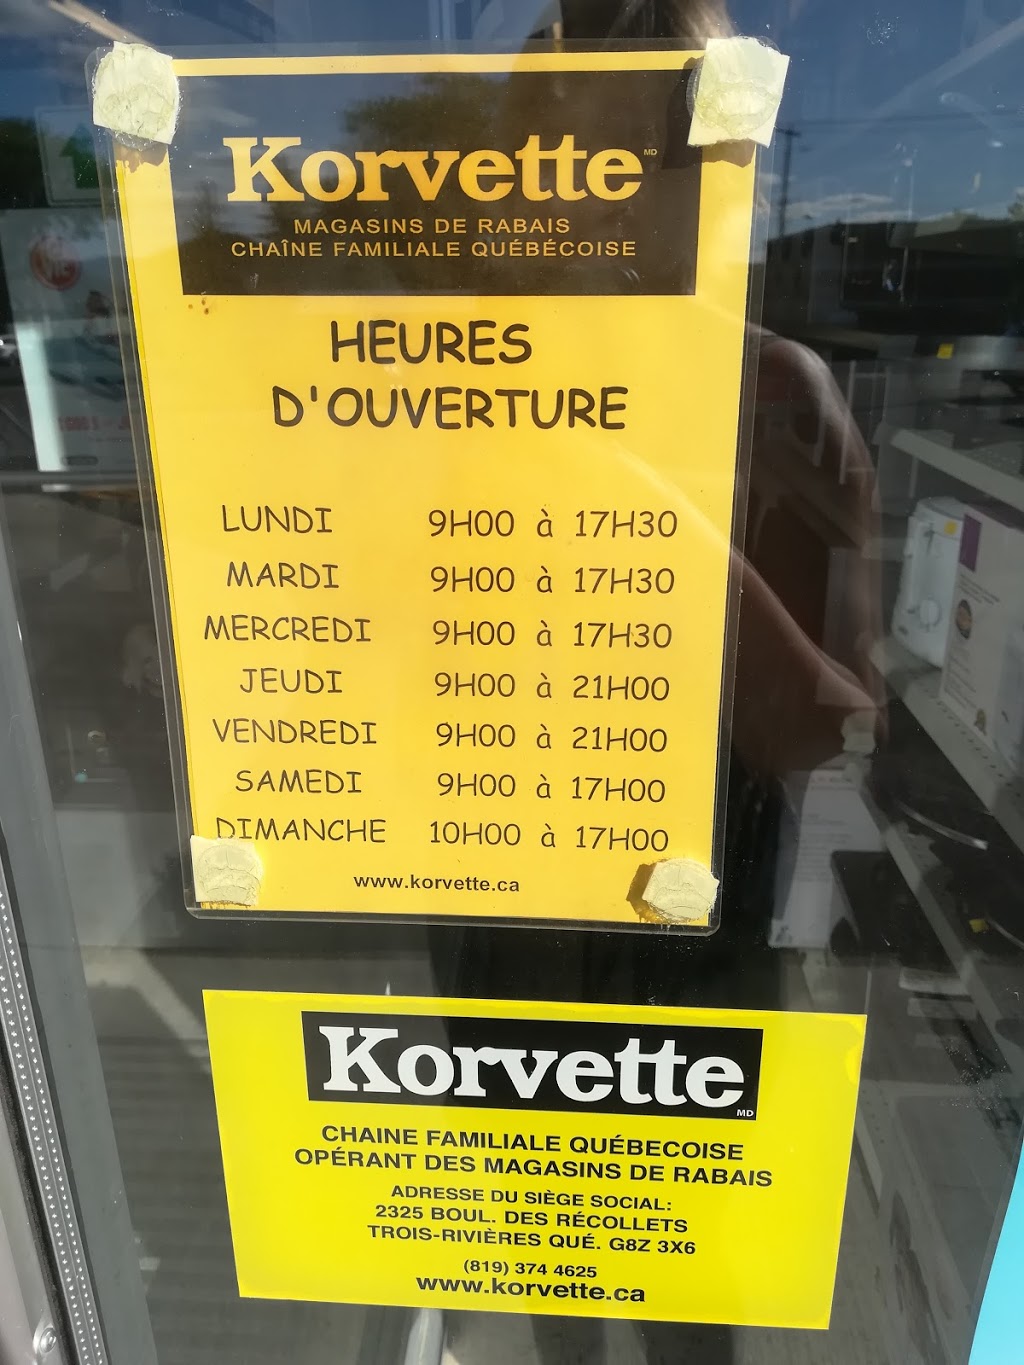 Korvette MD
MAGASINS DE RABAIS
CHAÎNE FAMILIALE QUÉBÉCOISE
HEURES
D'OUVERTURE
LUNDI 9H00 à 17H30
MARDI 9H00 à 17H30
MERCREDI 9H00 à 17H30
JEUDI 9H00 à 21H00
VENDREDI 9H00 à 21H00
SAMEDI 9H00 à 17H00
DIMANCHE 10H00 à 17H00
www.korvette.ca
Korvette MD
CHAINE FAMILIALE QUÉBECOISE
OPÉRANT DES MAGASINS DE RABAIS
ADRESSE DU SIÈGE SOCIAL:
2325 BOUL. DES RÉCOLLETS
TROIS-RIVIÈRES QUÉ. G8Z 3X6
(819) 374 4625
www.korvette.ca